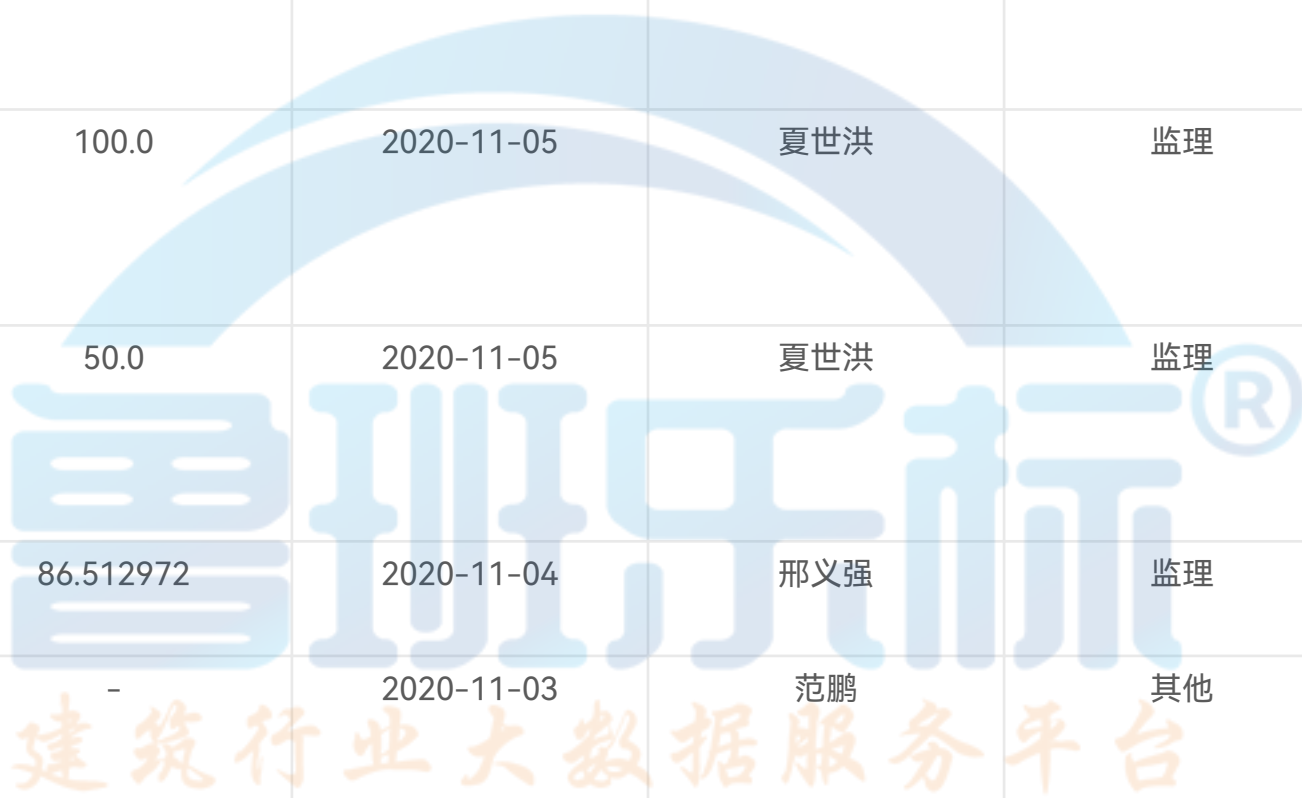 100.0 2020-11-05 夏世洪 监理
50.0 2020-11-05 夏世洪 监理
®
鲁班乐标
86.512972 2020-11-04 邢义强 监理
- 2020-11-03 范鹏 其他
建筑行业大数据服务平台